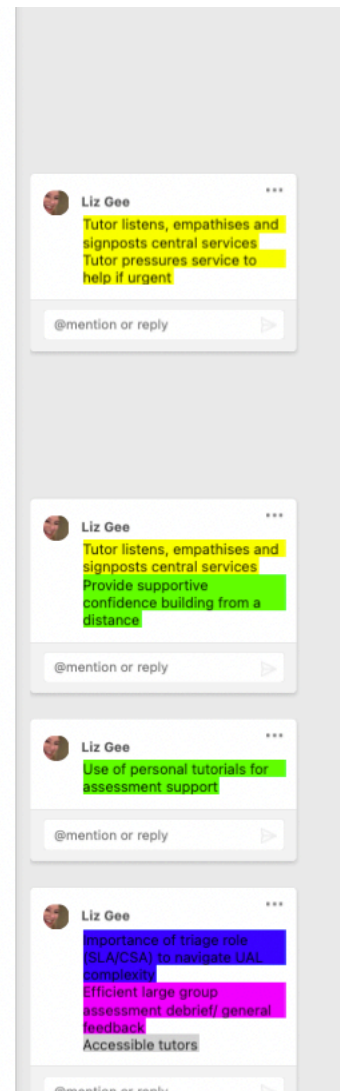 Liz Gee
Tutor listens, empathises and
signposts central services
Tutor pressures service to
help if urgent
@mention or reply
Liz Gee
Tutor listens, empathises and
signposts central services
Provide supportive
confidence building from a
distance
@mention or reply
Liz Gee
Use of personal tutorials for
assessment support
@mention or reply
Liz Gee
Importance of triage role
(SLA/CSA) to navigate UAL
complexity
Efficient large group
assessment debrief/ general
feedback
Accessible tutors
@mention or reply